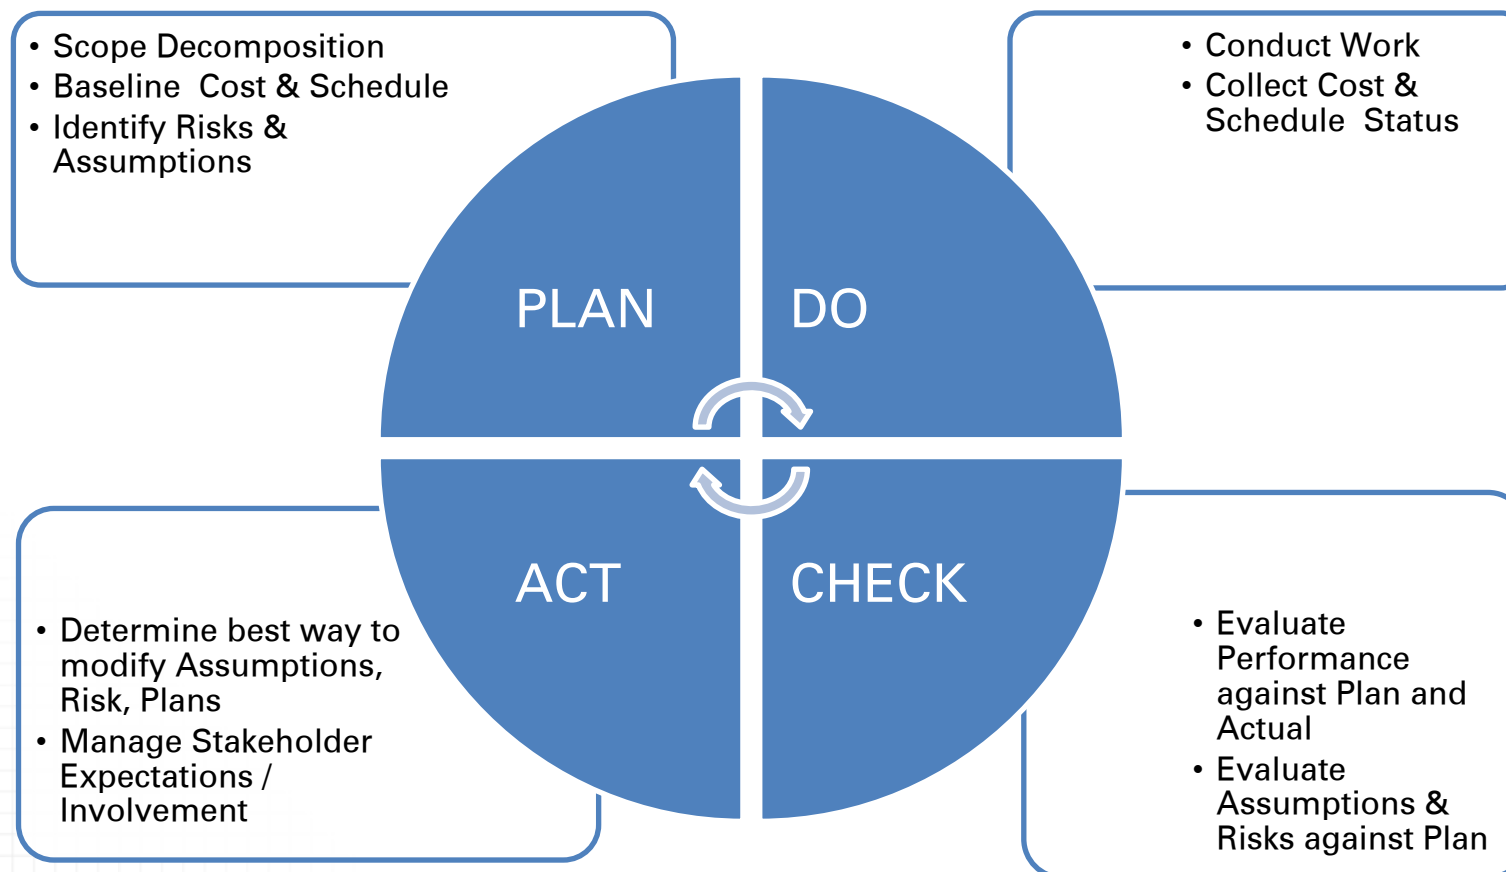 • Scope Decomposition
• Baseline  Cost & Schedule
• Identify Risks &
Assumptions
• Conduct Work
• Collect Cost &
Schedule  Status
PLAN
DO
ACT
CHECK
• Determine best way to
modify Assumptions,
Risk, Plans
• Manage Stakeholder
Expectations /
Involvement
• Evaluate
Performance
against Plan and
Actual
• Evaluate
Assumptions &
Risks against Plan